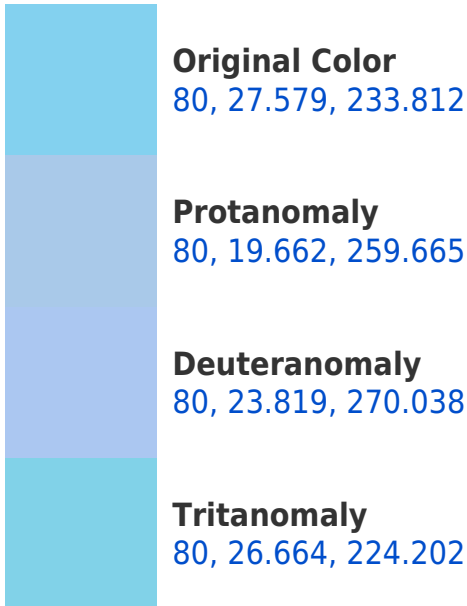 Original Color
80, 27.579, 233.812
Protanomaly
80, 19.662, 259.665
Deuteranomaly
80, 23.819, 270.038
Tritanomaly
80, 26.664, 224.202